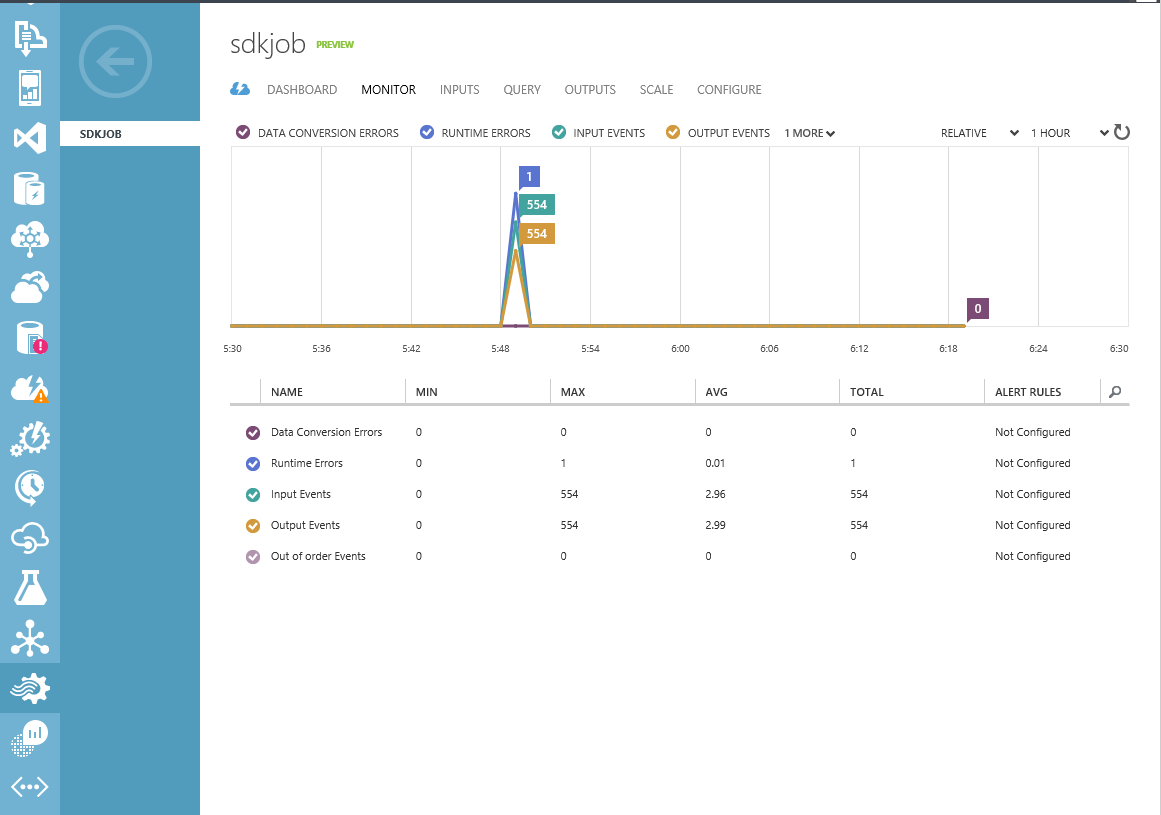 sdkjob PREVIEW
DASHBOARD MONITOR INPUTS QUERY OUTPUTS SCALE CONFIGURE
SDKJOB
DATA CONVERSION ERRORS RUNTIME ERRORS INPUT EVENTS OUTPUT EVENTS 1 MORE RELATIVE 1 HOUR
1
554
554
0
5:30 5:36 5:42 5:48 5:54 6:00 6:06 6:12 6:18 6:24 6:30
NAME MIN MAX AVG TOTAL ALERT RULES
Data Conversion Errors 0 0 0 0 Not Configured
Runtime Errors 0 1 0.01 1 Not Configured
Input Events 0 554 2.96 554 Not Configured
Output Events 0 554 2.99 554 Not Configured
Out of order Events 0 0 0 0 Not Configured